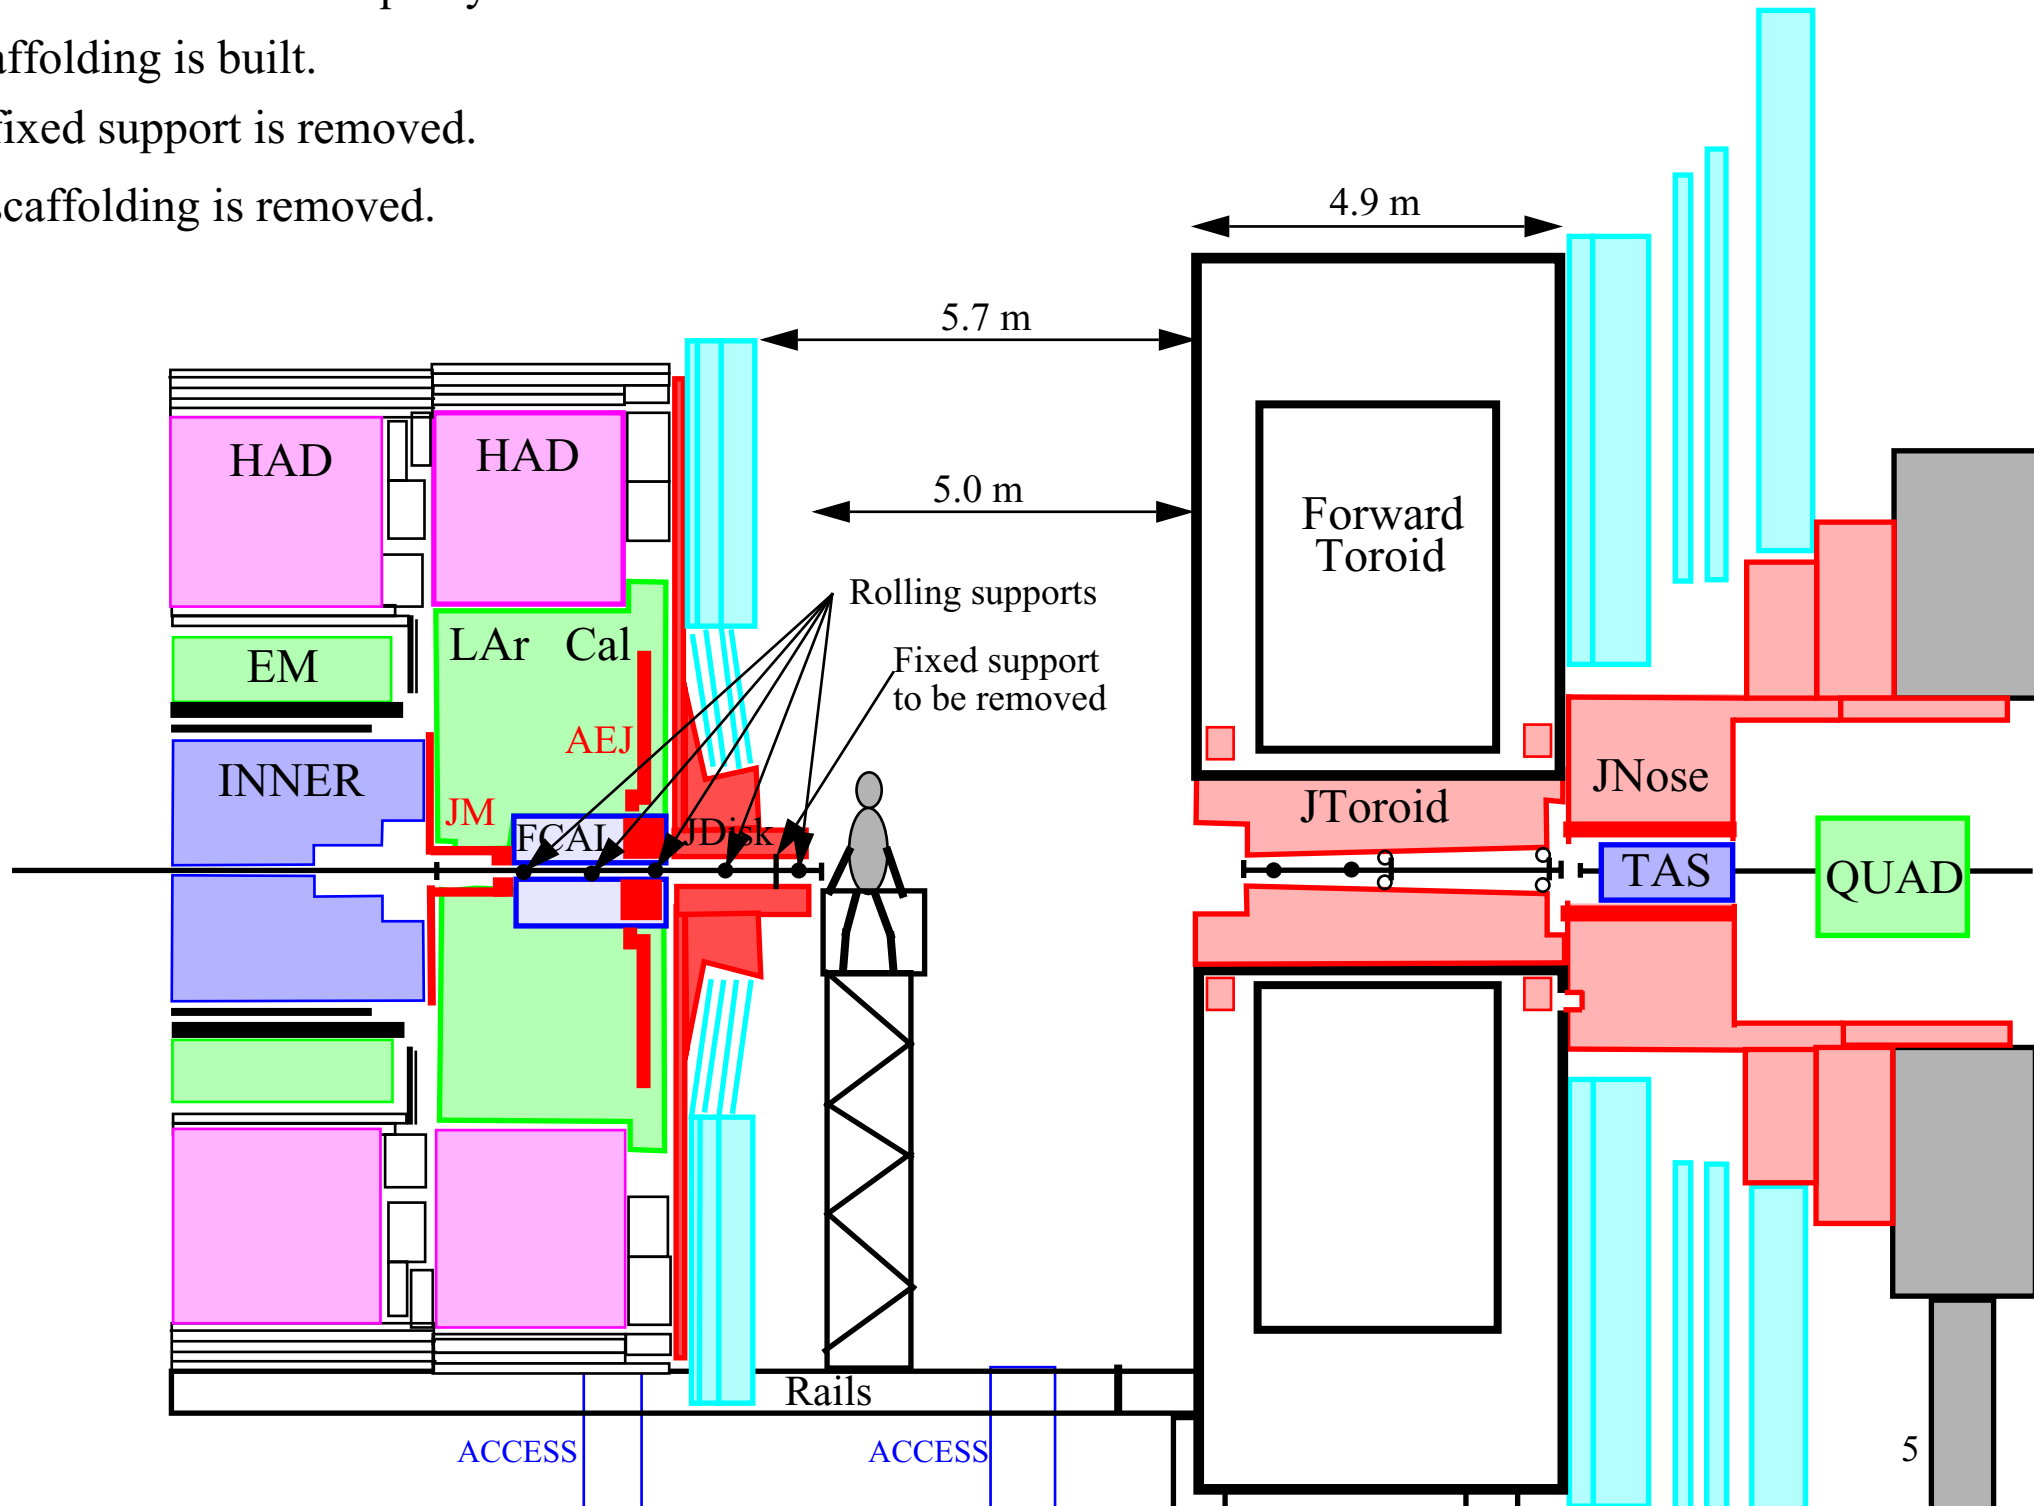 affolding is built.
fixed support is removed.
scaffolding is removed.
4.9 m
5.7 m
5.0 m
HAD
HAD
Forward
Toroid
Rolling supports
LAr Cal
EM
Fixed support
to be removed
AEJ
INNER
JM
FCAL
JDisk
JToroid
JNose
TAS
QUAD
Rails
ACCESS
ACCESS
5